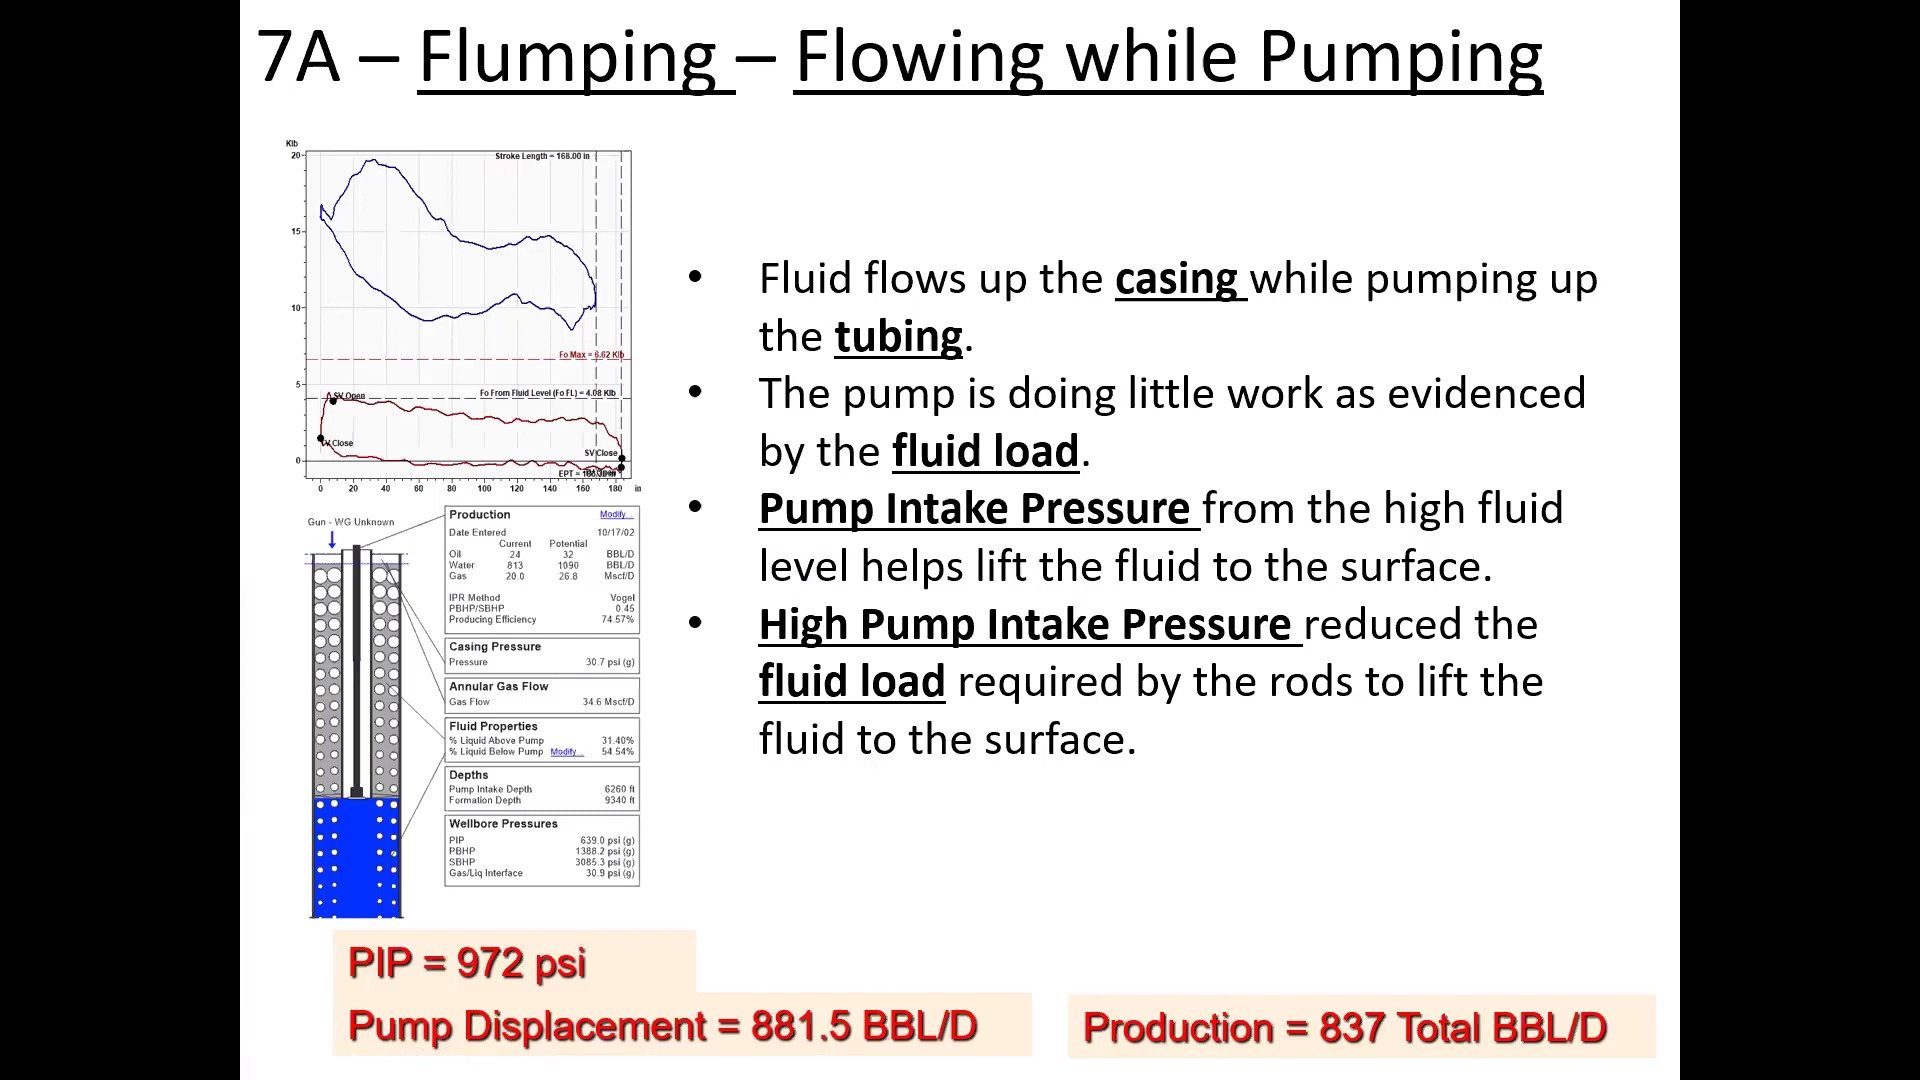 7A – Flumping – Flowing while Pumping
Klb
Stroke Length = 168.00 in
20
15
10
Fo Max = 6.62 Klb
5
Fo From Fluid Level (Fo FL) = 4.08 Klb
SV Open
TV Close
SV Close
0
0 20 40 60 80 100 120 140 160 180 in
Gun - WG Unknown
Production Modify...
Date Entered 10/17/02
Current Potential
Oil 24 32 BBL/D
Water 813 1090 BBL/D
Gas 20.0 26.8 Mscf/D
IPR Method Vogel
PBHP/SBHP 0.45
Producing Efficiency 74.57%
Casing Pressure
Pressure 30.7 psi (g)
Annular Gas Flow
Gas Flow 34.6 Mscf/D
Fluid Properties
% Liquid Above Pump 31.40%
% Liquid Below Pump Modify... 54.54%
Depths
Pump Intake Depth 6260 ft
Formation Depth 9340 ft
Wellbore Pressures
PIP 639.0 psi (g)
PBHP 1388.2 psi (g)
SBHP 3085.3 psi (g)
Gas/Liq Interface 30.9 psi (g)
• Fluid flows up the casing while pumping up
the tubing.
• The pump is doing little work as evidenced
by the fluid load.
• Pump Intake Pressure from the high fluid
level helps lift the fluid to the surface.
• High Pump Intake Pressure reduced the
fluid load required by the rods to lift the
fluid to the surface.
PIP = 972 psi
Pump Displacement = 881.5 BBL/D
Production = 837 Total BBL/D